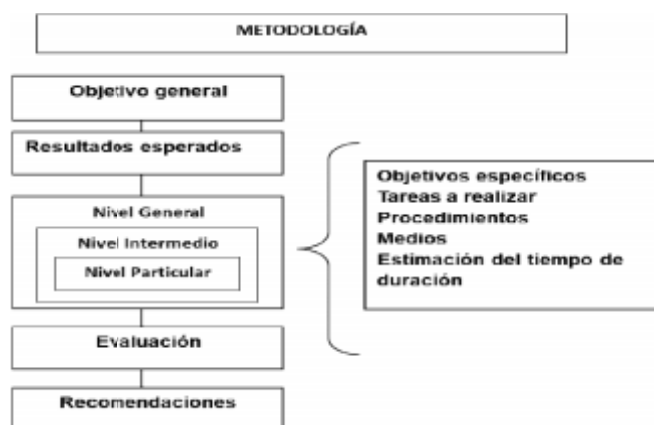 METODOLOGÍA
Objetivo general
Resultados esperados
Nivel General
Nivel Intermedio
Nivel Particular
Evaluación
Recomendaciones
Objetivos específicos
Tareas a realizar
Procedimientos
Medios
Estimación del tiempo de
duración